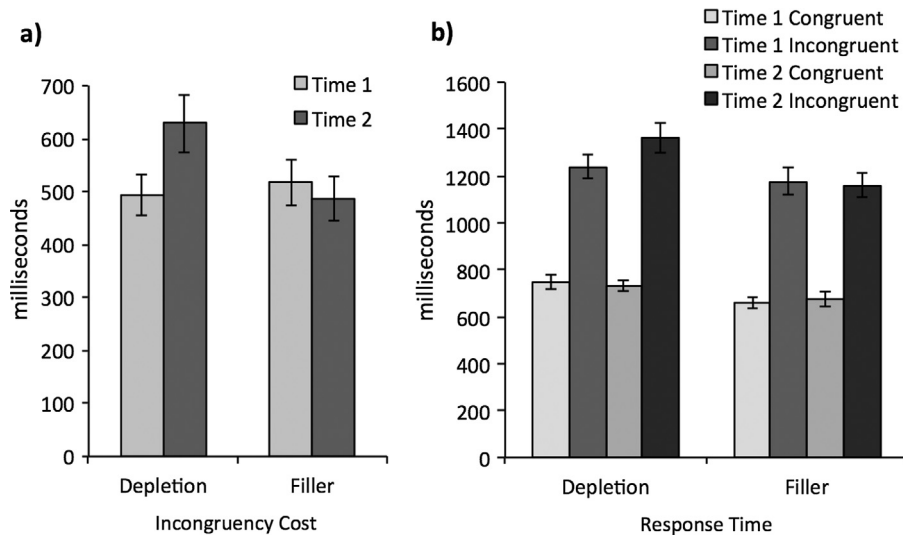 a)
Time 1
Time 2
700
600
500
400
300
200
100
0
milliseconds
Depletion Filler
Incongruency Cost
b)
Time 1 Congruent
Time 1 Incongruent
Time 2 Congruent
Time 2 Incongruent
1600
1400
1200
1000
800
600
400
200
0
milliseconds
Depletion Filler
Response Time